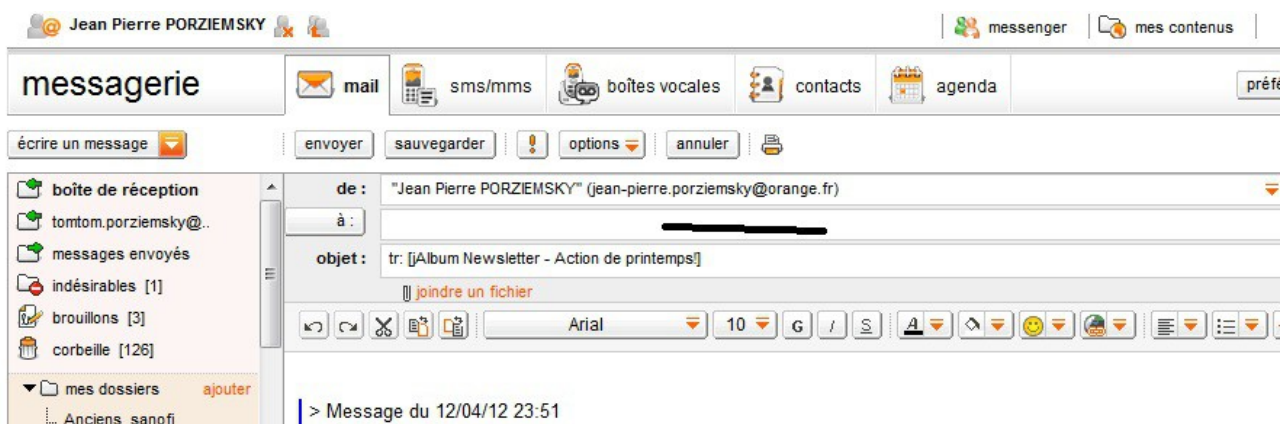 Jean Pierre PORZIEMSKY
messenger
mes contenus
messagerie
mail
sms/mms
boîtes vocales
contacts
agenda
écrire un message
envoyer
sauvegarder
options
annuler
boîte de réception
tomtom.porziemsky@..
messages envoyés
indésirables [1]
brouillons [3]
corbeille [126]
mes dossiers
ajouter
Anciens sanofi
de :
"Jean Pierre PORZIEMSKY" (jean-pierre.porziemsky@orange.fr)
à :
objet :
tr: [jAlbum Newsletter - Action de printemps!]
joindre un fichier
Arial
10
G
I
S
A
> Message du 12/04/12 23:51